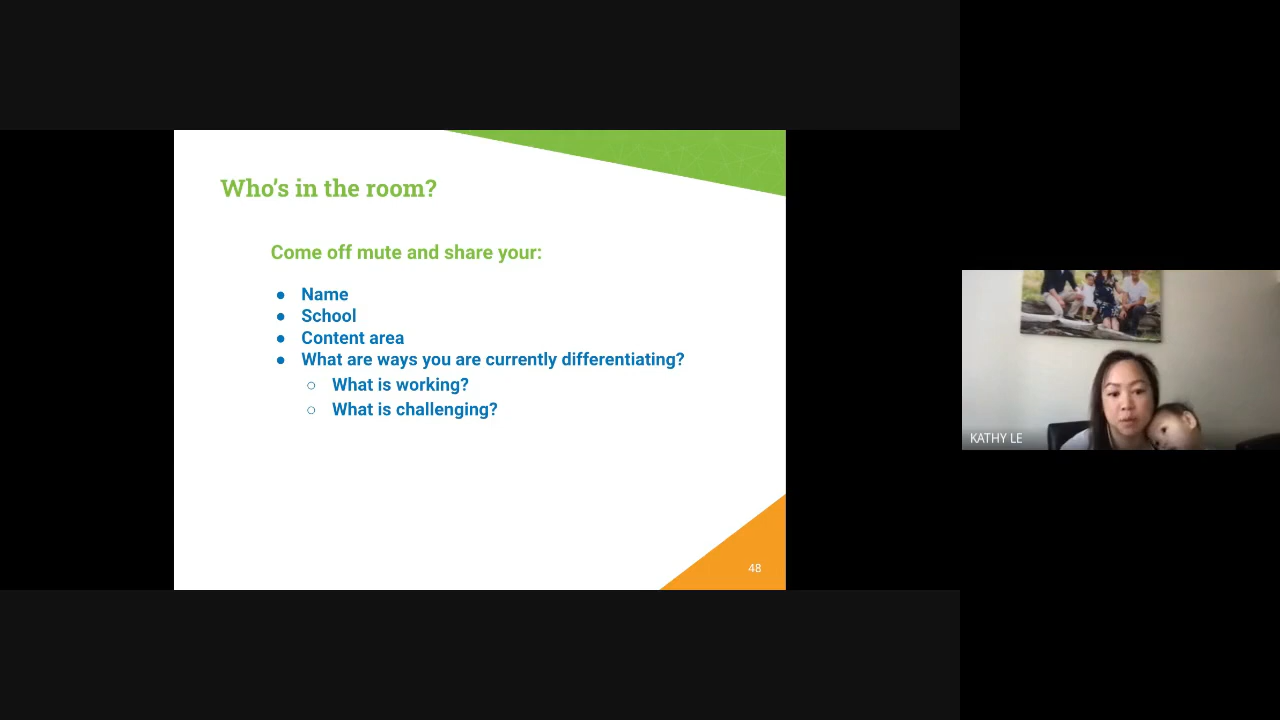 Who's in the room?
Come off mute and share your:
● Name
● School
● Content area
● What are ways you are currently differentiating?
○ What is working?
○ What is challenging?
48
KATHY LE